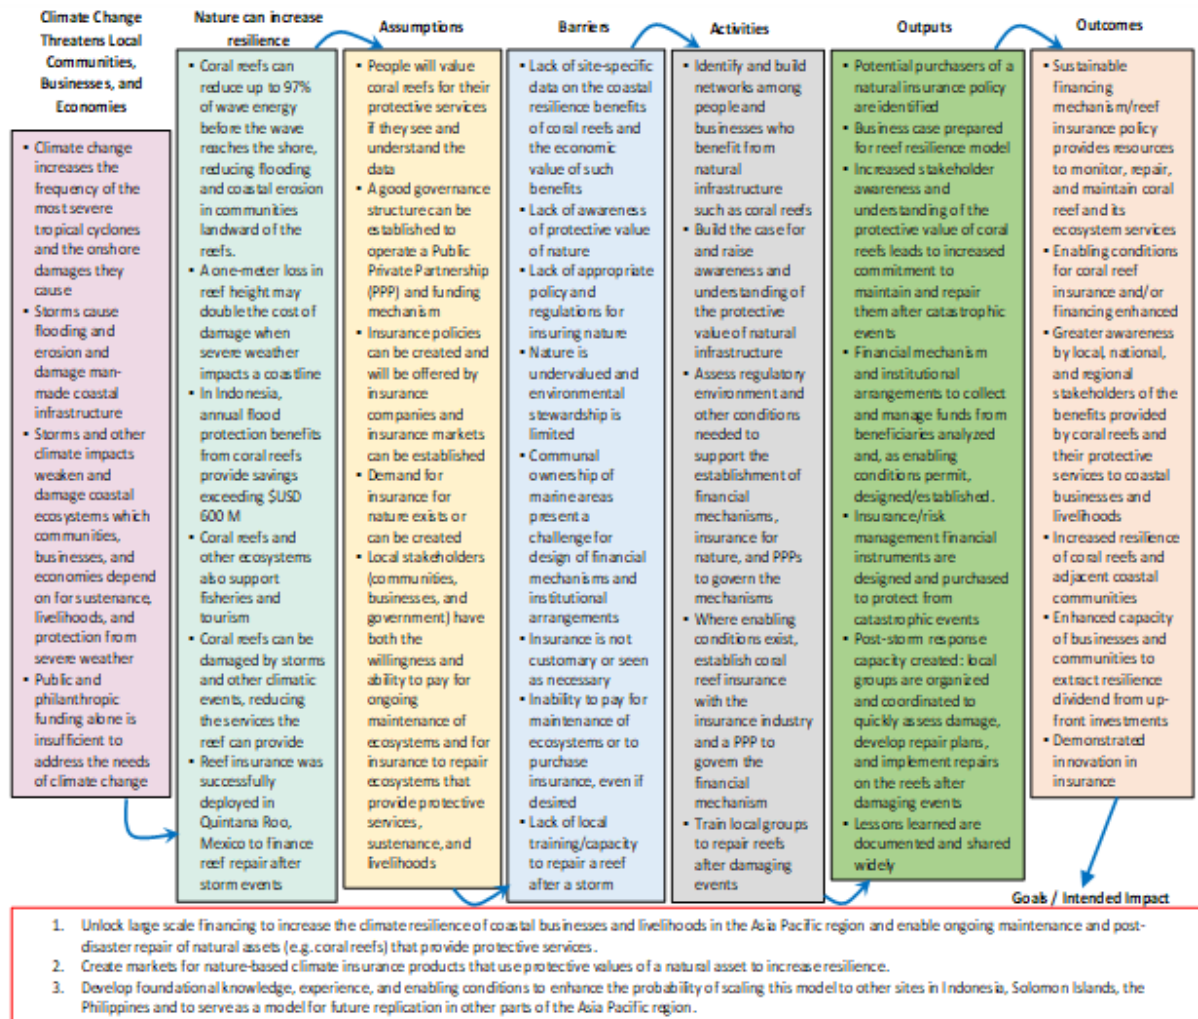 Climate Change
Threatens Local
Communities,
Businesses, and
Economies
▪ Climate change
increases the
frequency of the
most severe
tropical cyclones
and the onshore
damages they
cause
▪ Storms cause
flooding and
erosion and
damage man-
made coastal
infrastructure
▪ Storms and other
climate impacts
weaken and
damage coastal
ecosystems which
communities,
businesses, and
economies depend
on for sustenance,
livelihoods, and
protection from
severe weather
▪ Public and
philanthropic
funding alone is
insufficient to
address the needs
of climate change
Nature can increase
resilience
▪ Coral reefs can
reduce up to 97%
of wave energy
before the wave
reaches the shore,
reducing flooding
and coastal erosion
in communities
landward of the
reefs.
▪ A one-meter loss in
reef height may
double the cost of
damage when
severe weather
impacts a coastline
▪ In Indonesia,
annual flood
protection benefits
from coral reefs
provide savings
exceeding $USD
600 M
▪ Coral reefs and
other ecosystems
also support
fisheries and
tourism
▪ Coral reefs can be
damaged by storms
and other climatic
events, reducing
the services the
reef can provide
▪ Reef insurance was
successfully
deployed in
Quintana Roo,
Mexico to finance
reef repair after
storm events
Assumptions
▪ People will value
coral reefs for their
protective services
if they see and
understand the
data
▪ A good governance
structure can be
established to
operate a Public
Private Partnership
(PPP) and funding
mechanism
▪ Insurance policies
can be created and
will be offered by
insurance
companies and
insurance markets
can be established
▪ Demand for
insurance for
nature exists or
can be created
▪ Local stakeholders
(communities,
businesses, and
government) have
both the
willingness and
ability to pay for
ongoing
maintenance of
ecosystems and for
insurance to repair
ecosystems that
provide protective
services,
sustenance, and
livelihoods
Barriers
▪ Lack of site-specific
data on the coastal
resilience benefits
of coral reefs and
the economic
value of such
benefits
▪ Lack of awareness
of protective value
of nature
▪ Lack of appropriate
policy and
regulations for
insuring nature
▪ Nature is
undervalued and
environmental
stewardship is
limited
▪ Communal
ownership of
marine areas
present a
challenge for
design of financial
mechanisms and
institutional
arrangements
▪ Insurance is not
customary or seen
as necessary
▪ Inability to pay for
maintenance of
ecosystems or to
purchase
insurance, even if
desired
▪ Lack of local
training/capacity
to repair a reef
after a storm
Activities
▪ Identify and build
networks among
people and
businesses who
benefit from
natural
infrastructure
such as coral reefs
▪ Build the case for
and raise
awareness and
understanding of
the protective
value of natural
infrastructure
▪ Assess regulatory
environment and
other conditions
needed to
support the
establishment of
financial
mechanisms,
insurance for
nature, and PPPs
to govern the
mechanisms
▪ Where enabling
conditions exist,
establish coral
reef insurance
with the
insurance industry
and a PPP to
govern the
financial
mechanism
▪ Train local groups
to repair reefs
after damaging
events
Outputs
▪ Potential purchasers of a
natural insurance policy
are identified
▪ Business case prepared
for reef resilience model
▪ Increased stakeholder
awareness and
understanding of the
protective value of coral
reefs leads to increased
commitment to
maintain and repair
them after catastrophic
events
▪ Financial mechanism
and institutional
arrangements to collect
and manage funds from
beneficiaries analyzed
and, as enabling
conditions permit,
designed/established.
▪ Insurance/risk
management financial
instruments are
designed and purchased
to protect from
catastrophic events
▪ Post-storm response
capacity created: local
groups are organized
and coordinated to
quickly assess damage,
develop repair plans,
and implement repairs
on the reefs after
damaging events
▪ Lessons learned are
documented and shared
widely
Outcomes
▪ Sustainable
financing
mechanism/reef
insurance policy
provides resources
to monitor, repair,
and maintain coral
reef and its
ecosystem services
▪ Enabling conditions
for coral reef
insurance and/or
financing enhanced
▪ Greater awareness
by local, national,
and regional
stakeholders of the
benefits provided
by coral reefs and
their protective
services to coastal
businesses and
livelihoods
▪ Increased resilience
of coral reefs and
adjacent coastal
communities
▪ Enhanced capacity
of businesses and
communities to
extract resilience
dividend from up-
front investments
▪ Demonstrated
innovation in
insurance
Goals / Intended Impact
1. Unlock large scale financing to increase the climate resilience of coastal businesses and livelihoods in the Asia Pacific region and enable ongoing maintenance and post-
disaster repair of natural assets (e.g. coral reefs) that provide protective services.
2. Create markets for nature-based climate insurance products that use protective values of a natural asset to increase resilience.
3. Develop foundational knowledge, experience, and enabling conditions to enhance the probability of scaling this model to other sites in Indonesia, Solomon Islands, the
Philippines and to serve as a model for future replication in other parts of the Asia Pacific region.